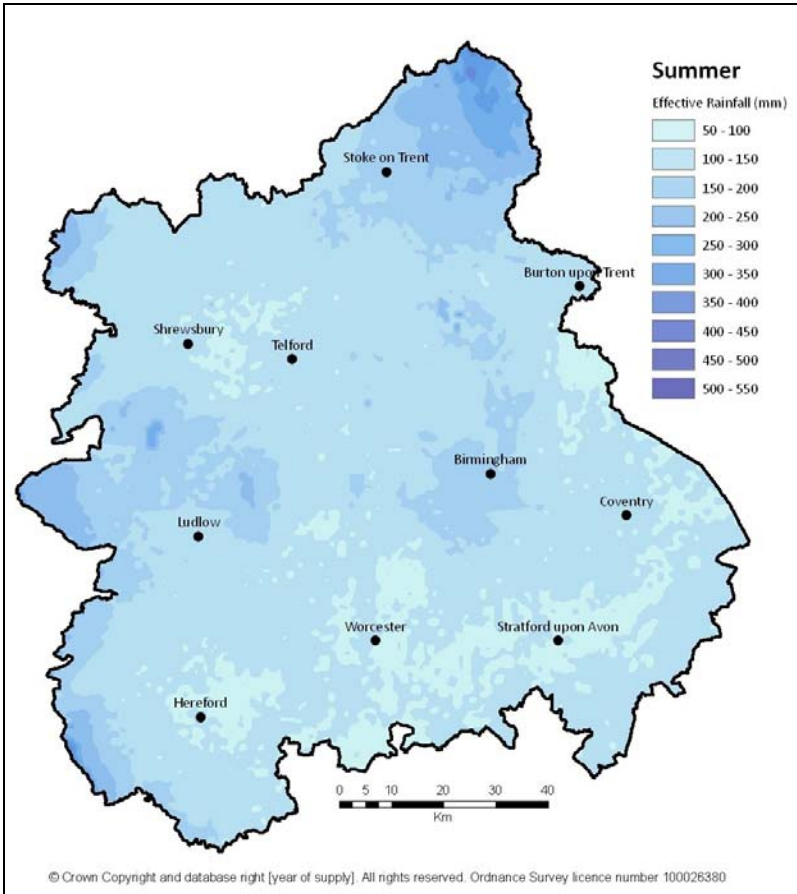 Summer
Effective Rainfall (mm)
50 - 100
100 - 150
150 - 200
200 - 250
250 - 300
300 - 350
350 - 400
400 - 450
450 - 500
500 - 550
Stoke on Trent
Burton upon Trent
Shrewsbury
Telford
Birmingham
Coventry
Ludlow
Worcester
Stratford upon Avon
Hereford
0 5 10 20 30 40
Km
© Crown Copyright and database right [year of supply]. All rights reserved. Ordnance Survey licence number 100026380